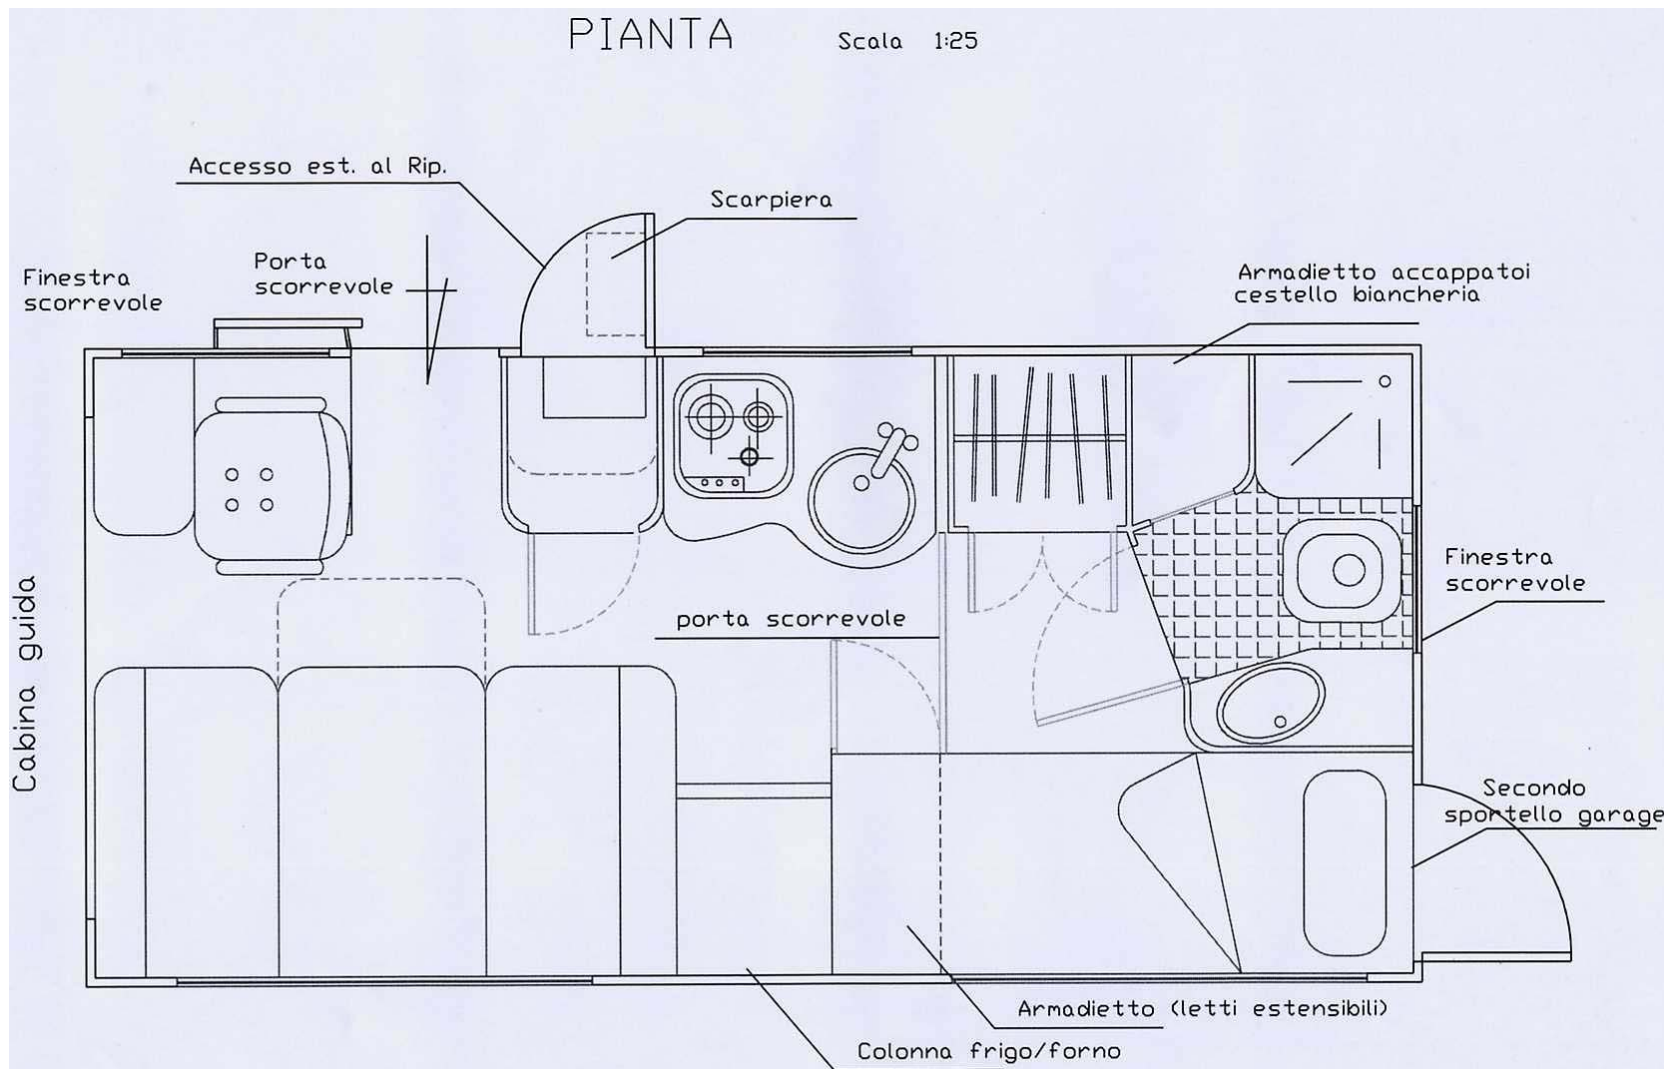 PIANTA Scala 1:25
Accesso est. al Rip.
Scarpiera
Finestra
scorrevole
Porta
scorrevole
Armadietto accappatoi
cestello biancheria
Finestra
scorrevole
porta scorrevole
Cabina guida
Secondo
sportello garage
Armadietto (letti estensibili)
Colonna frigo/forno